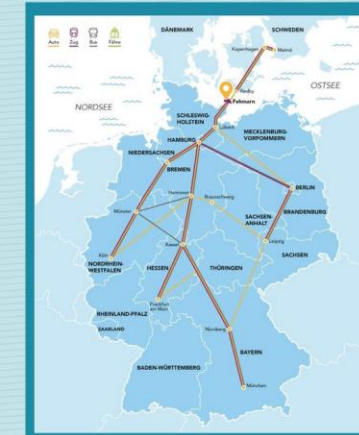 Auto
Zug
Bus
Fähre
DÄNEMARK
SCHWEDEN
Kopenhagen
Malmö
NORDSEE
OSTSEE
Rødby
Fehmarn
SCHLESWIG-
HOLSTEIN
Lübeck
MECKLENBURG-
VORPOMMERN
HAMBURG
NIEDERSACHSEN
BREMEN
Hannover
Braunschweig
BERLIN
Münster
SACHSEN-
ANHALT
BRANDENBURG
Köln
Kassel
Leipzig
NORDRHEIN-
WESTFALEN
HESSEN
THÜRINGEN
SACHSEN
Frankfurt
am Main
RHEINLAND-PFALZ
SAARLAND
Nürnberg
BAYERN
BADEN-WÜRTTEMBERG
München